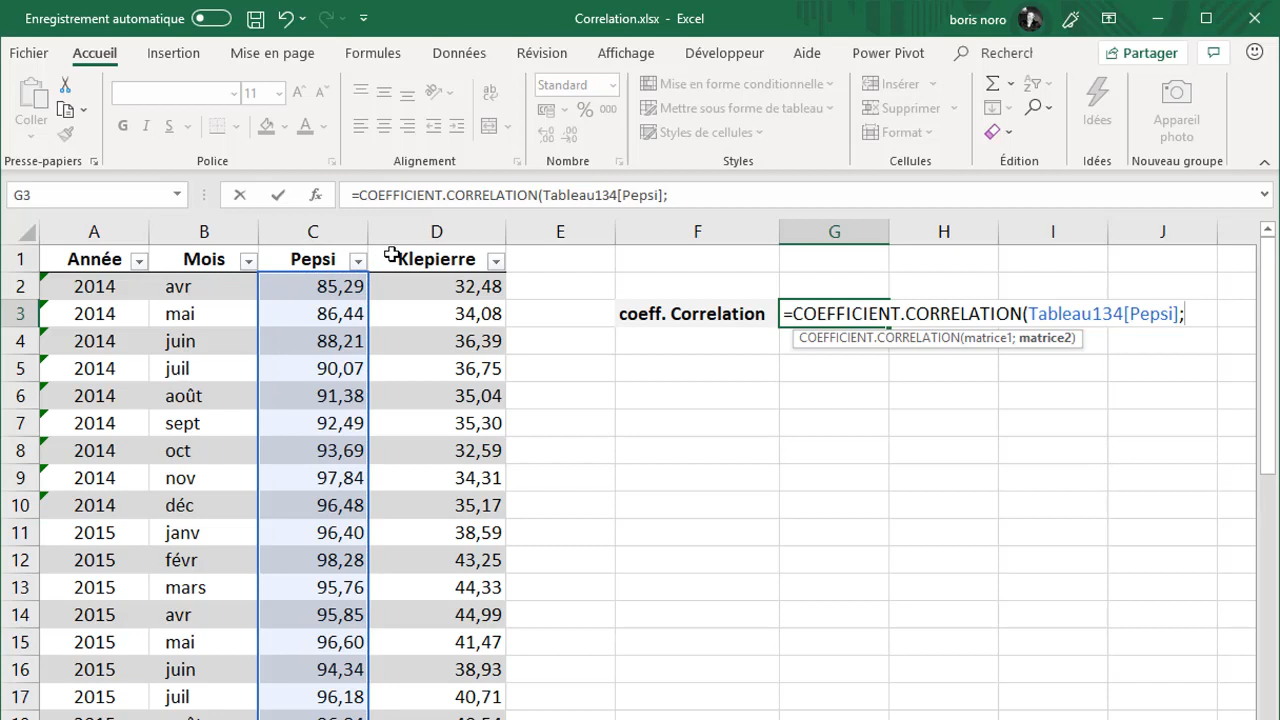 Enregistrement automatique
Correlation.xlsx - Excel
boris noro
Fichier Accueil Insertion Mise en page Formules Données Révision Affichage Développeur Aide Power Pivot Recherc Partager
Coller
11
Standard
Mise en forme conditionnelle
Insérer
000
Mettre sous forme de tableau
Supprimer
Idées
Appareil photo
G I S
Styles de cellules
Format
Presse-papiers Police Alignement Nombre Styles Cellules Édition Idées Nouveau groupe
G3 fx =COEFFICIENT.CORRELATION(Tableau134[Pepsi];
A B C D E F G H I J
1 Année Mois Pepsi Klepierre
2 2014 avr 85,29 32,48
3 2014 mai 86,44 34,08 coeff. Correlation =COEFFICIENT.CORRELATION(Tableau134[Pepsi];
COEFFICIENT.CORRELATION(matrice1; matrice2)
4 2014 juin 88,21 36,39
5 2014 juil 90,07 36,75
6 2014 août 91,38 35,04
7 2014 sept 92,49 35,30
8 2014 oct 93,69 32,59
9 2014 nov 97,84 34,31
10 2014 déc 96,48 35,17
11 2015 janv 96,40 38,59
12 2015 févr 98,28 43,25
13 2015 mars 95,76 44,33
14 2015 avr 95,85 44,99
15 2015 mai 96,60 41,47
16 2015 juin 94,34 38,93
17 2015 juil 96,18 40,71